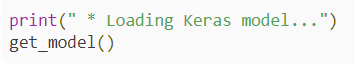 print(" * Loading Keras model...")
get_model()